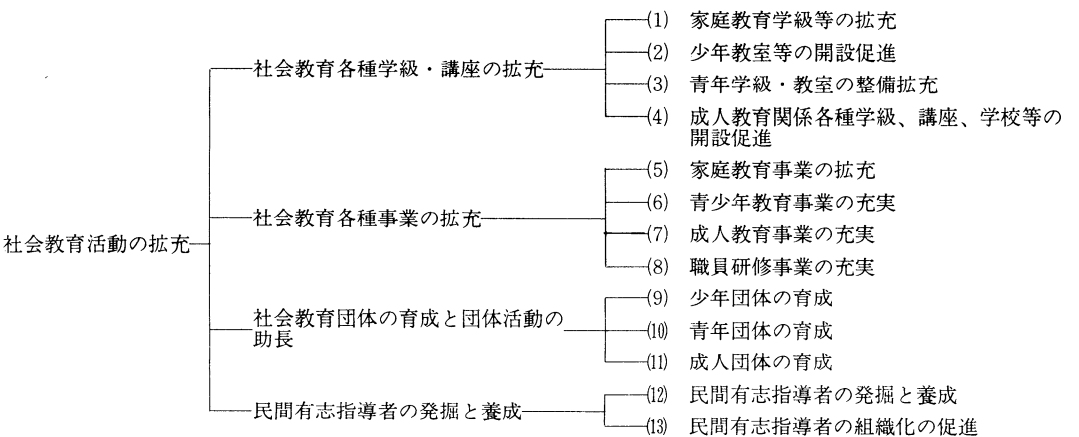 社会教育活動の拡充
社会教育各種学級・講座の拡充
(1) 家庭教育学級等の拡充
(2) 少年教室等の開設促進
(3) 青年学級・教室の整備拡充
(4) 成人教育関係各種学級、講座、学校等の
開設促進
社会教育各種事業の拡充
(5) 家庭教育事業の拡充
(6) 青少年教育事業の充実
(7) 成人教育事業の充実
(8) 職員研修事業の充実
社会教育団体の育成と団体活動の
助長
(9) 少年団体の育成
(10) 青年団体の育成
(11) 成人団体の育成
民間有志指導者の発掘と養成
(12) 民間有志指導者の発掘と養成
(13) 民間有志指導者の組織化の促進